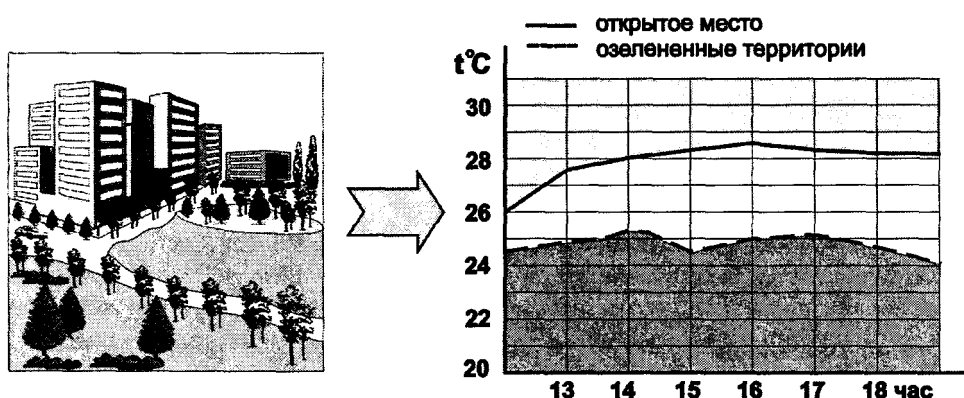 открытое место
озелененные территории
t°C
30
28
26
24
22
20
13 14 15 16 17 18 час